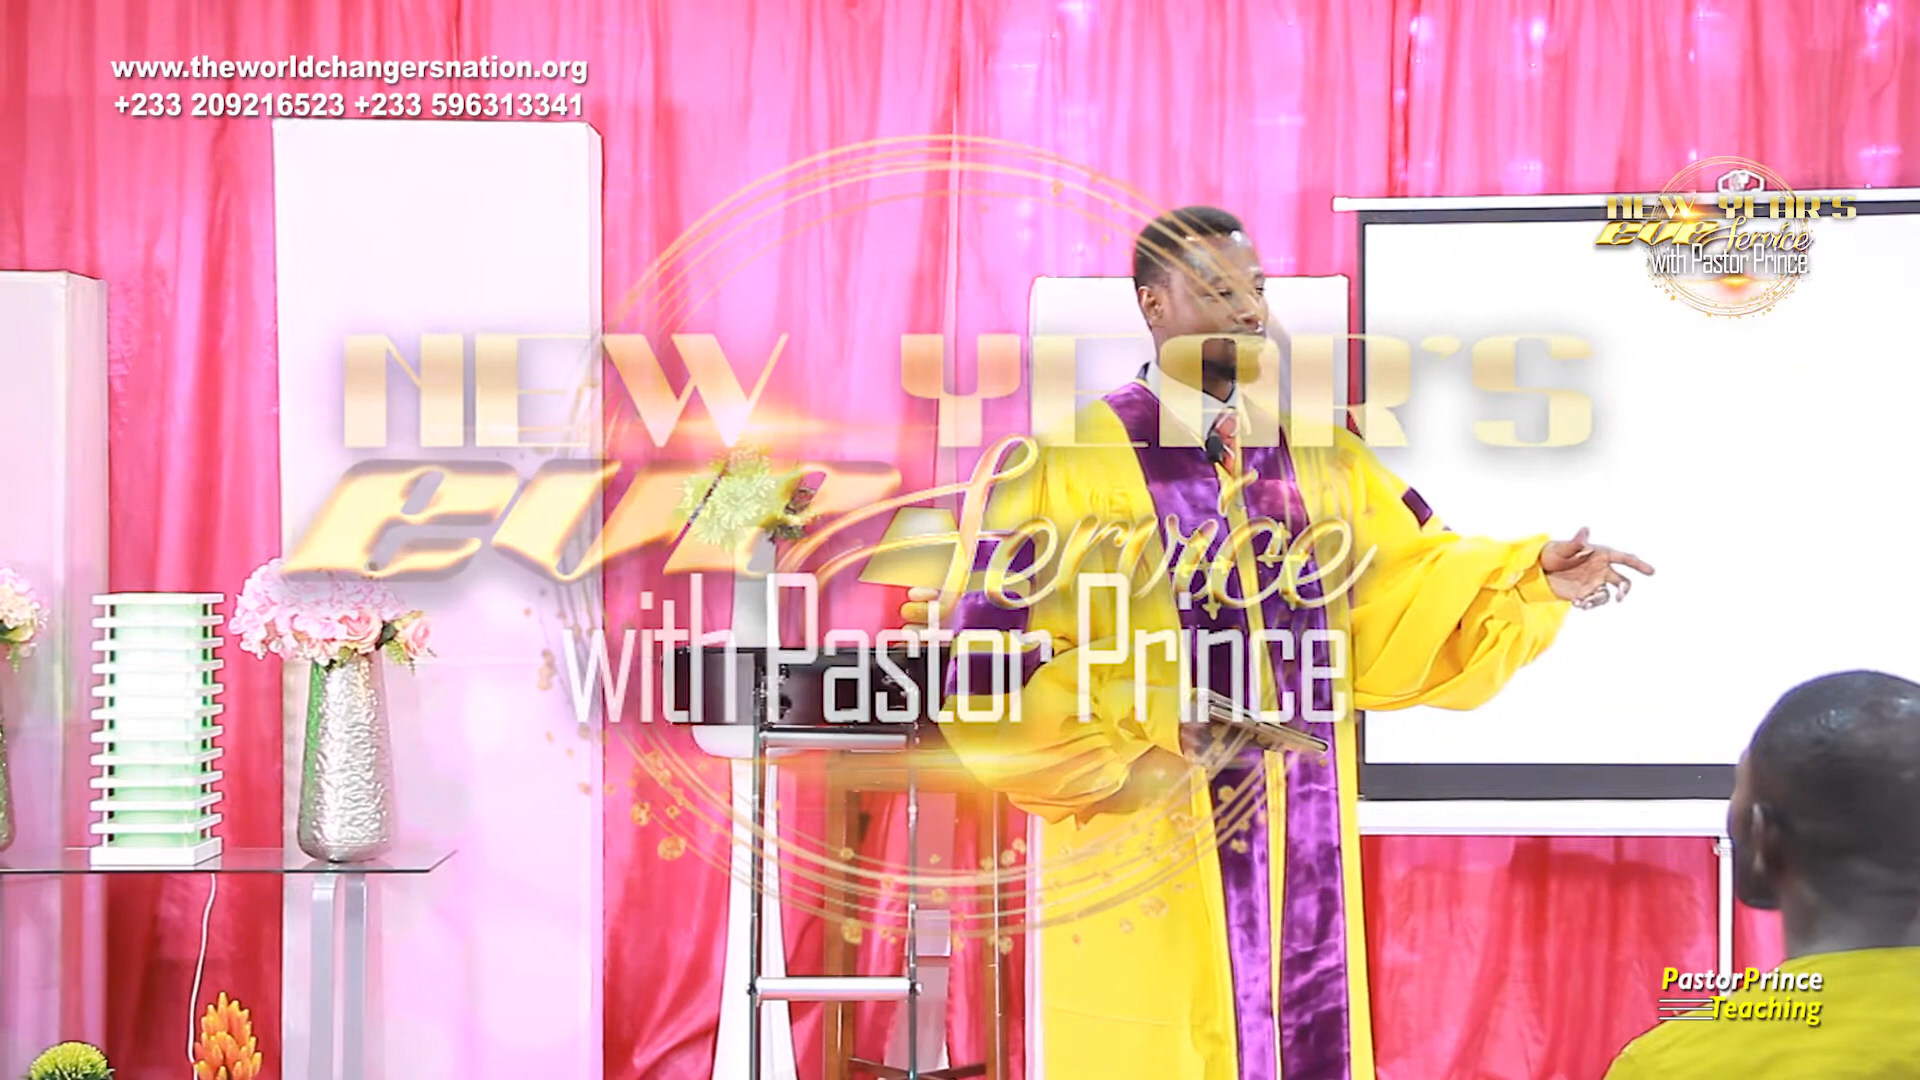 www.theworldchangersnation.org
+233 209216523 +233 596313341
NEW YEAR'S
eve Service
with Pastor Prince
NEW YEAR'S
eve Service
with Pastor Prince
PastorPrince
Teaching